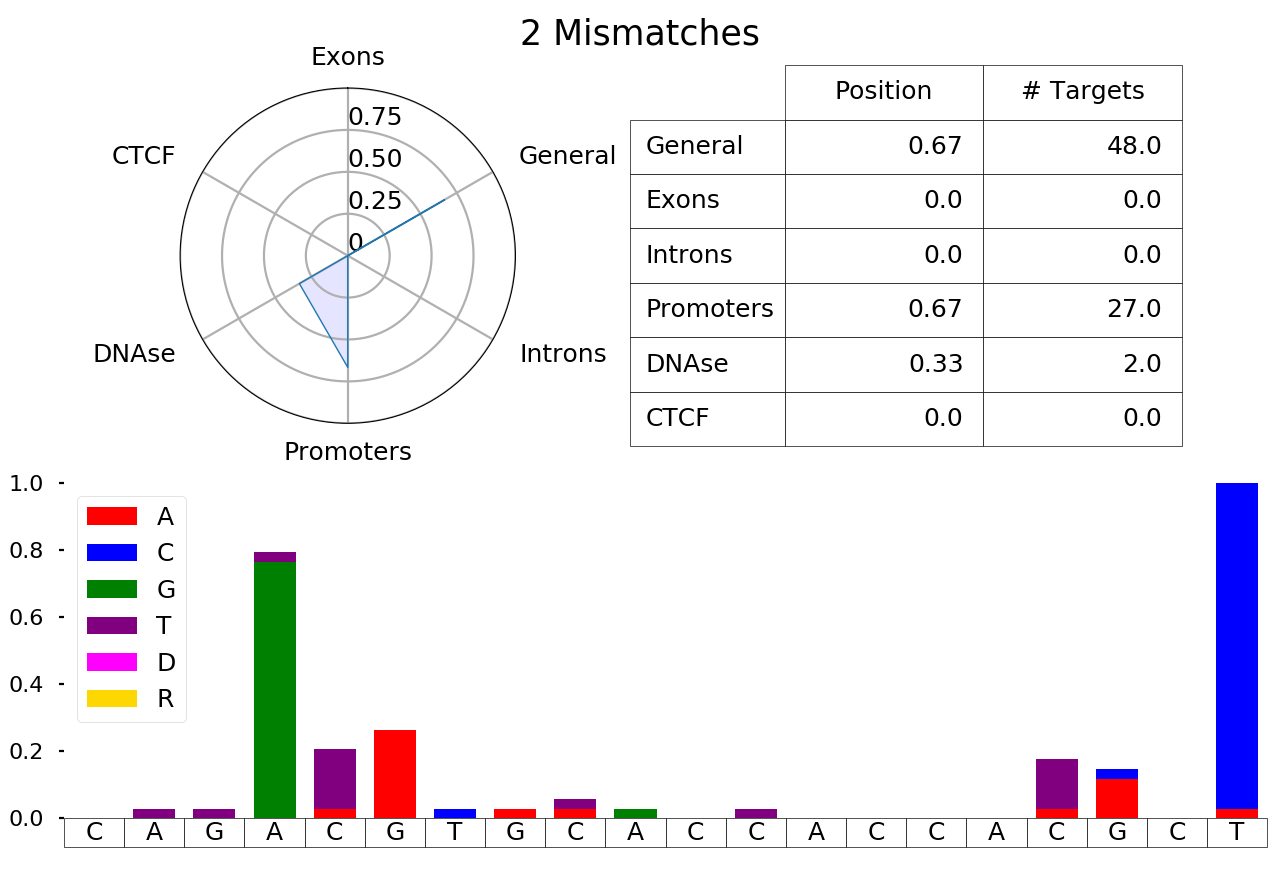 2 Mismatches
Exons
CTCF
General
DNAse
Introns
Promoters
0.75
0.50
0.25
0
Position # Targets
General 0.67 48.0
Exons 0.0 0.0
Introns 0.0 0.0
Promoters 0.67 27.0
DNAse 0.33 2.0
CTCF 0.0 0.0
1.0
0.8
0.6
0.4
0.2
0.0
A
C
G
T
D
R
C A G A C G T G C A C C A C C A C G C T